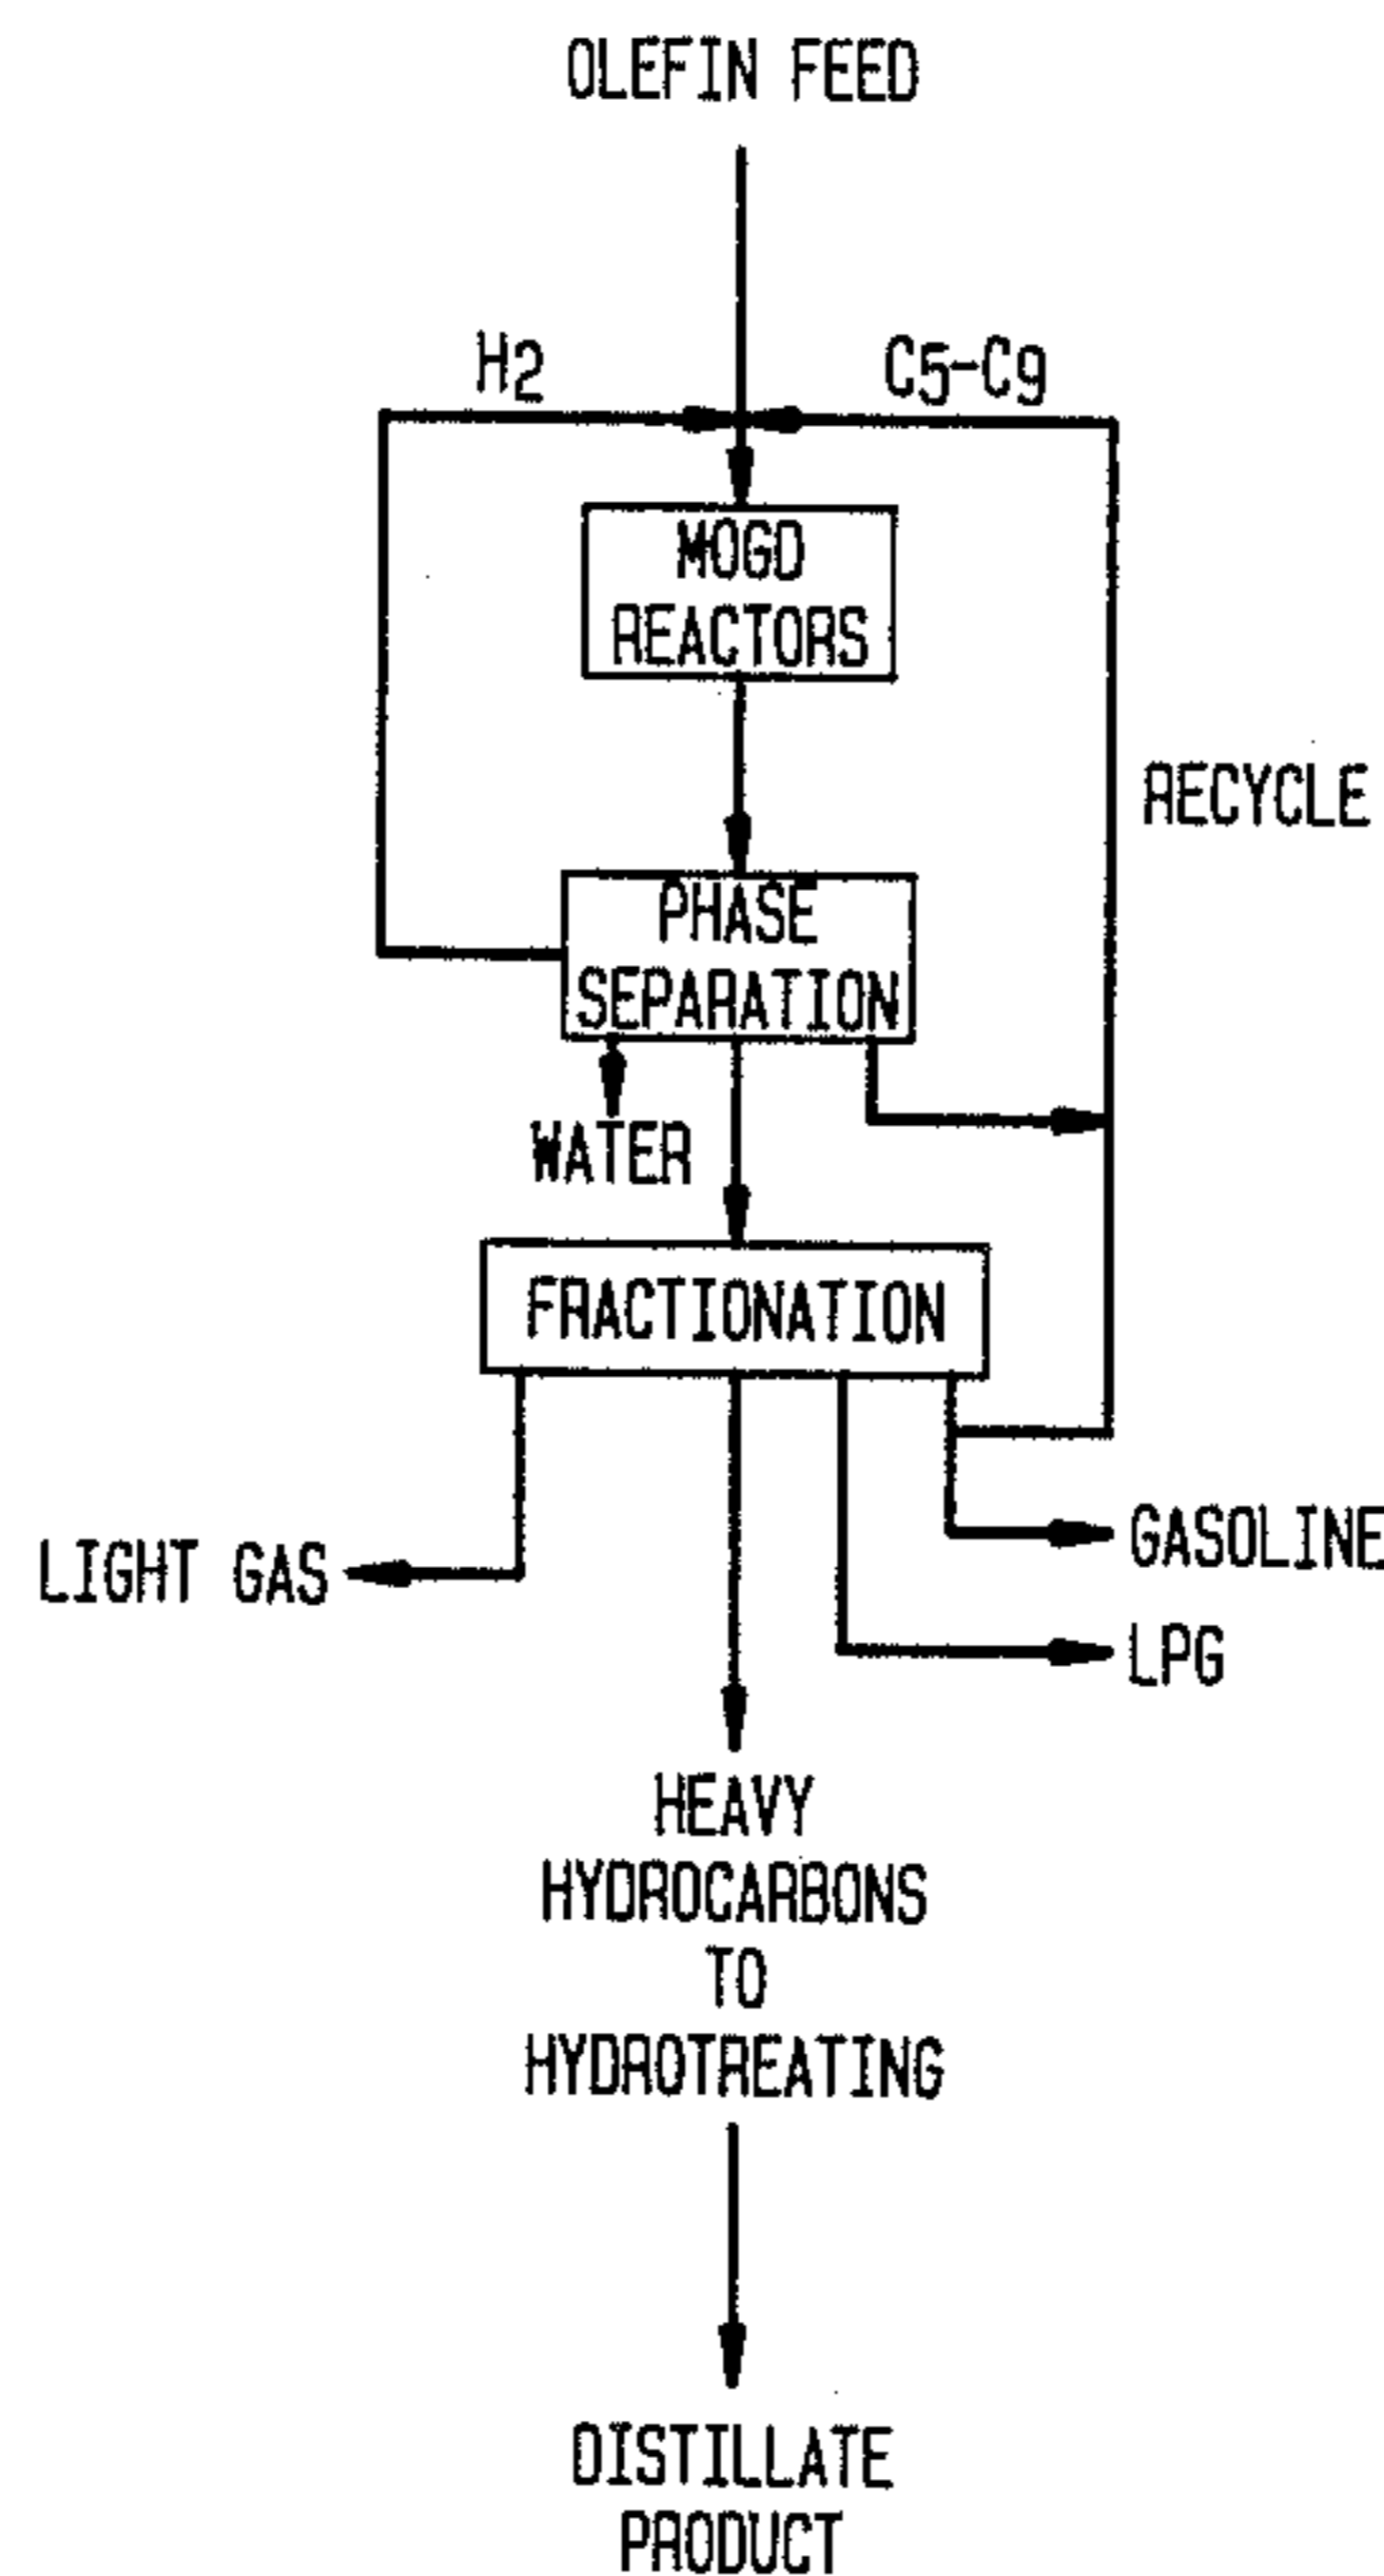 OLEFIN FEED
H2
C5-C9
MOGD
REACTORS
RECYCLE
PHASE
SEPARATION
WATER
FRACTIONATION
GASOLINE
LIGHT GAS
LPG
HEAVY
HYDROCARBONS
TO
HYDROTREATING
DISTILLATE
PRODUCT